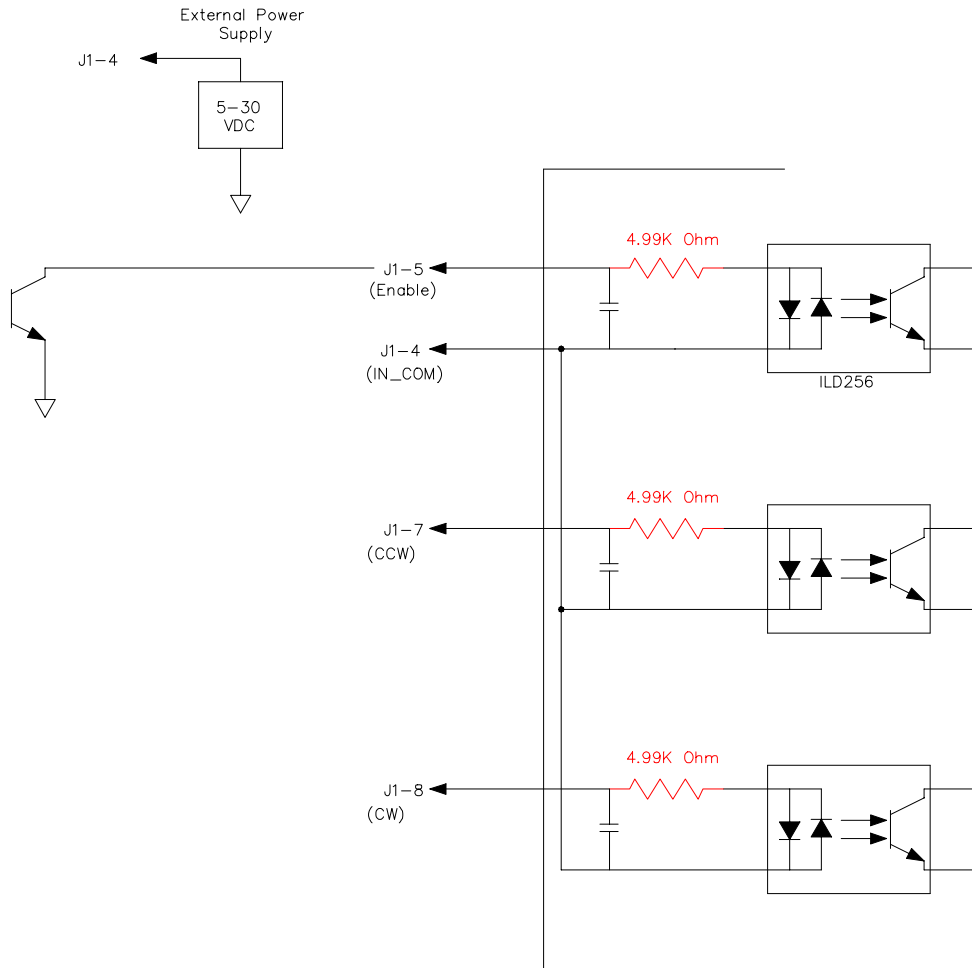 External Power
Supply
J1-4
5-30
VDC
4.99K Ohm
J1-5
(Enable)
J1-4
(IN_COM)
ILD256
4.99K Ohm
J1-7
(CCW)
4.99K Ohm
J1-8
(CW)